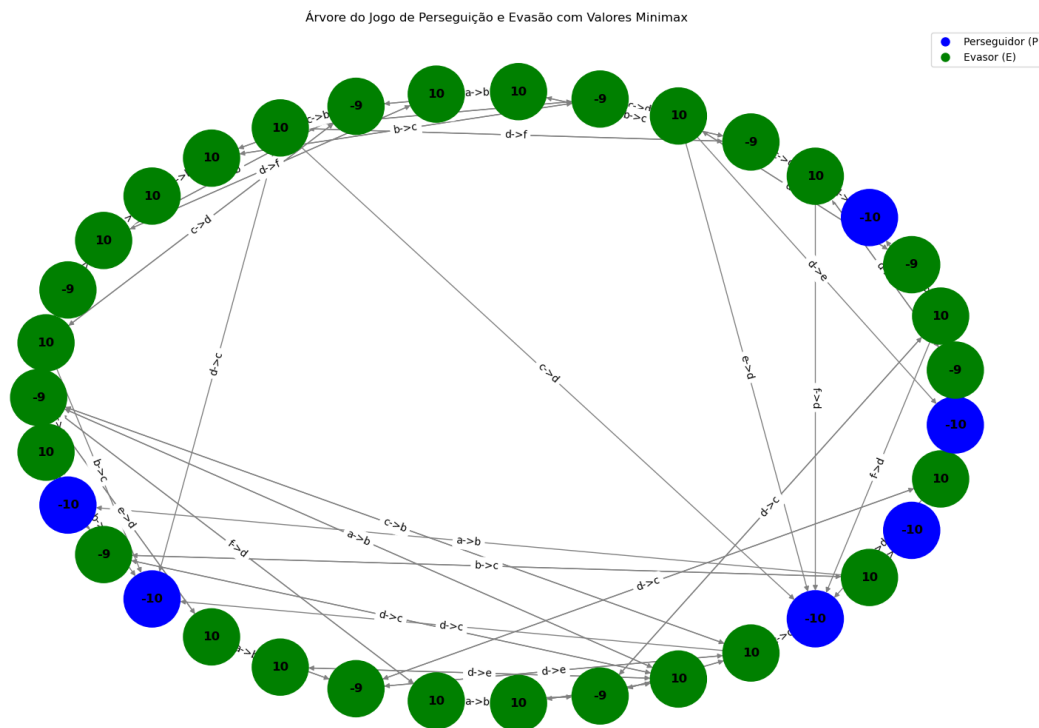 Árvore do Jogo de Perseguição e Evasão com Valores Minimax
Perseguidor (P
Evasor (E)
10 a->b 10
-9 -9
10 c->b c->d 10
b->c b->c
d->f -9
10 d->f 10
10 -10
10 c->d -9
-9 d->e 10
10 -9
d->c c->d e->d f->d
-9 -10
10 b->c f->d 10
-10 e->d c->b d->c -10
a->b a->b
-9 f->d b->c 10
-10 d->c d->c d->c -10
10 10
10 a->b d->e d->e 10
-9 -9
10 a->b 10